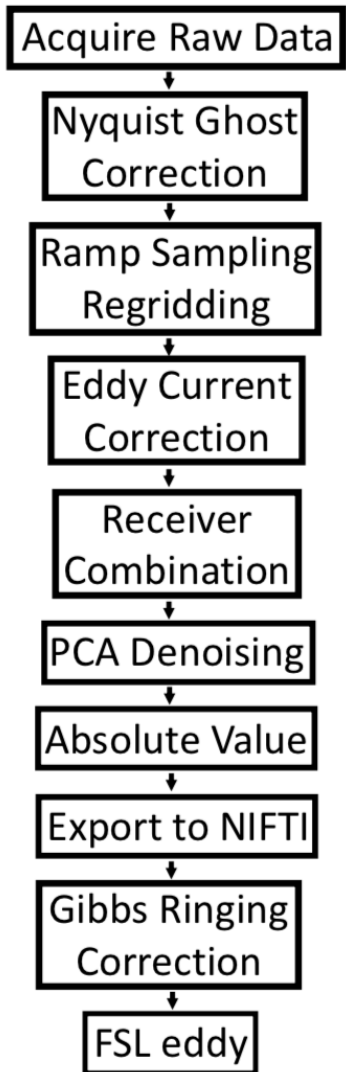 Acquire Raw Data
Nyquist Ghost
Correction
Ramp Sampling
Regridding
Eddy Current
Correction
Receiver
Combination
PCA Denoising
Absolute Value
Export to NIFTI
Gibbs Ringing
Correction
FSL eddy